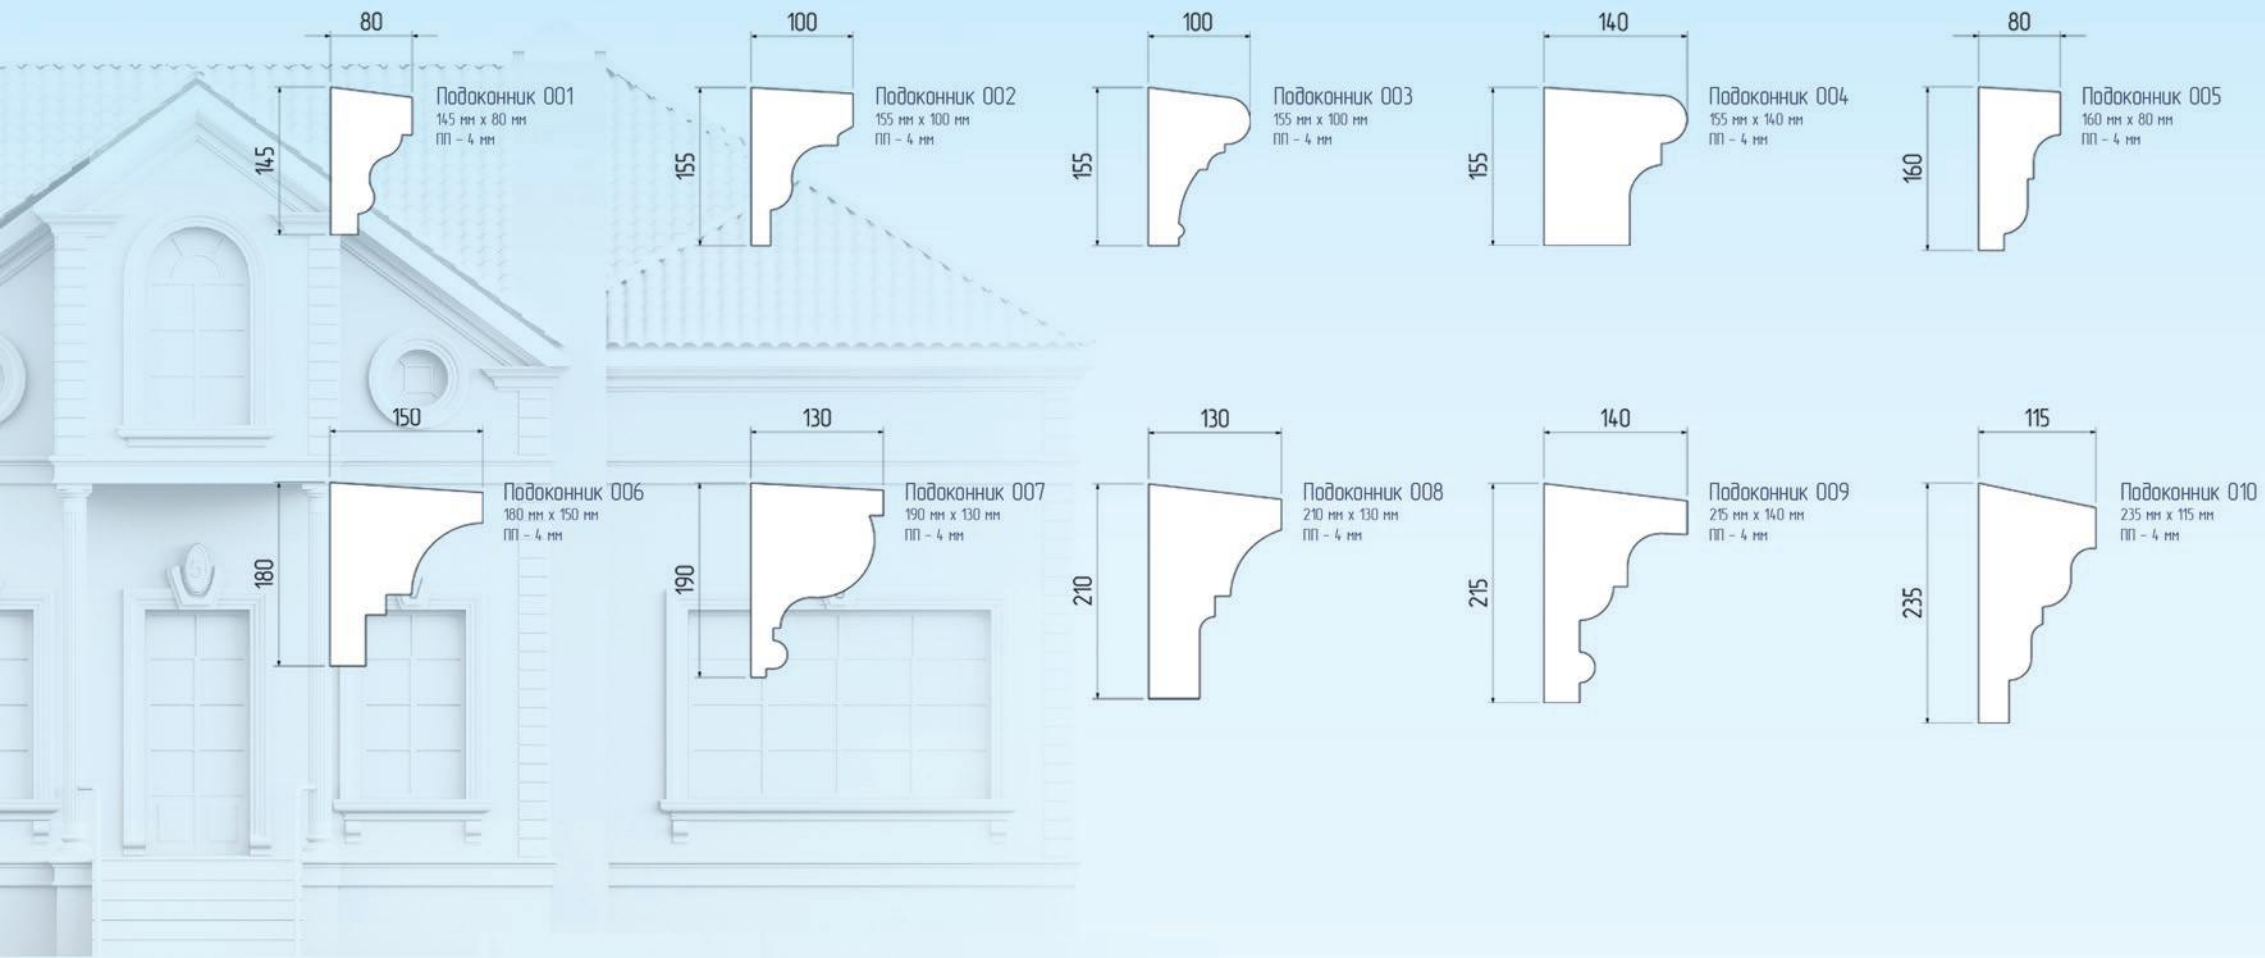 80
100
100
140
80
Подоконник 001
145 мм х 80 мм
ПП – 4 мм
145
Подоконник 002
155 мм х 100 мм
ПП – 4 мм
155
Подоконник 003
155 мм х 100 мм
ПП – 4 мм
155
Подоконник 004
155 мм х 140 мм
ПП – 4 мм
155
Подоконник 005
160 мм х 80 мм
ПП – 4 мм
160
150
130
130
140
115
Подоконник 006
180 мм х 150 мм
ПП – 4 мм
180
Подоконник 007
190 мм х 130 мм
ПП – 4 мм
190
Подоконник 008
210 мм х 130 мм
ПП – 4 мм
210
Подоконник 009
215 мм х 140 мм
ПП – 4 мм
215
Подоконник 010
235 мм х 115 мм
ПП – 4 мм
235